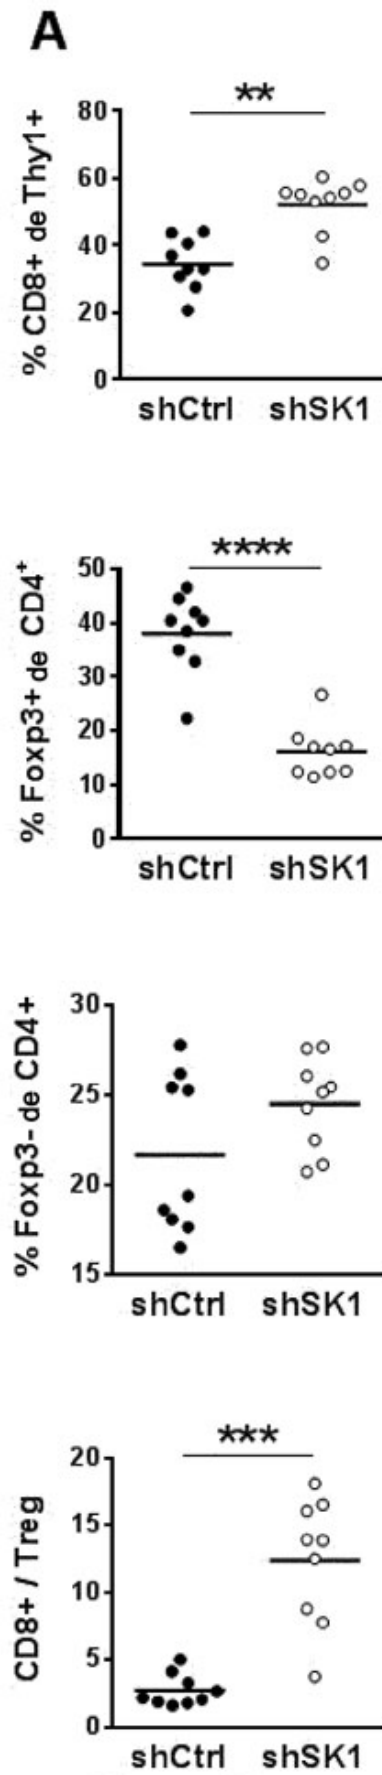 A
**
% CD8+ de Thy1+
80
60
40
20
0
shCtrl shSK1
****
% Foxp3+ de CD4+
50
40
30
20
10
0
shCtrl shSK1
% Foxp3- de CD4+
30
25
20
15
shCtrl shSK1
***
CD8+ / Treg
20
15
10
5
0
shCtrl shSK1